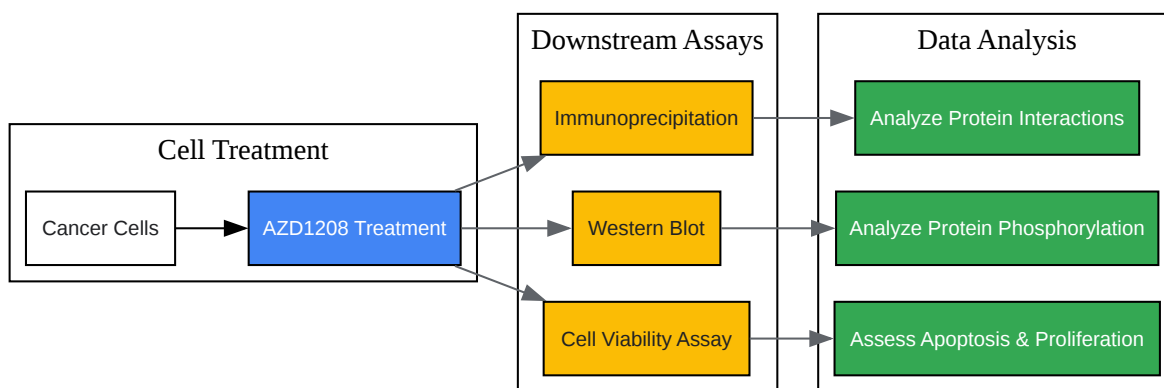 Cell Treatment
Cancer Cells
AZD1208 Treatment
Downstream Assays
Immunoprecipitation
Western Blot
Cell Viability Assay
Data Analysis
Analyze Protein Interactions
Analyze Protein Phosphorylation
Assess Apoptosis & Proliferation